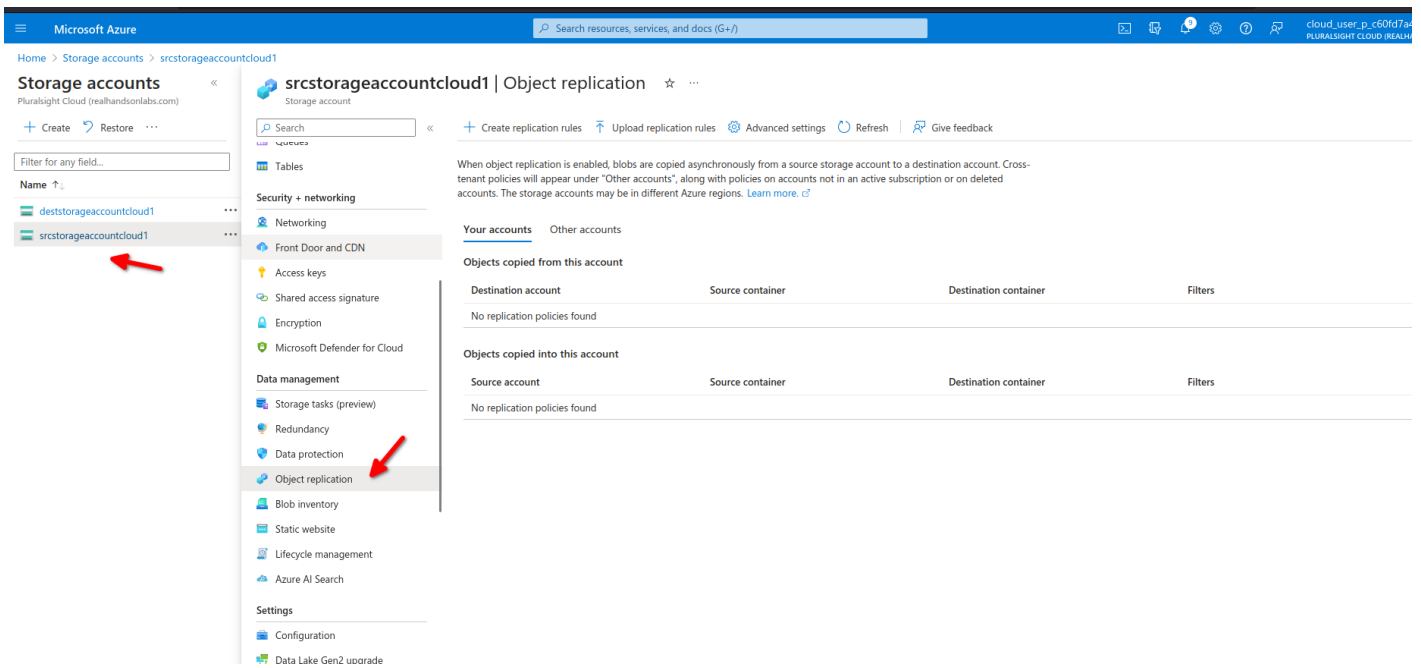 Microsoft Azure
Search resources, services, and docs (G+/)
9
cloud_user_p_c60fd7a4
PLURALSIGHT CLOUD (REALHA
Home > Storage accounts > srcstorageaccountcloud1
Storage accounts
Pluralsight Cloud (realhandsonlabs.com)
+ Create Restore ...
Filter for any field...
Name ↑↓
deststorageaccountcloud1 ...
srcstorageaccountcloud1 ...
srcstorageaccountcloud1 | Object replication ☆ ...
Storage account
Search
Queues
Tables
Security + networking
Networking
Front Door and CDN
Access keys
Shared access signature
Encryption
Microsoft Defender for Cloud
Data management
Storage tasks (preview)
Redundancy
Data protection
Object replication
Blob inventory
Static website
Lifecycle management
Azure AI Search
Settings
Configuration
Data Lake Gen2 upgrade
+ Create replication rules Upload replication rules Advanced settings Refresh Give feedback
When object replication is enabled, blobs are copied asynchronously from a source storage account to a destination account. Cross-
tenant policies will appear under "Other accounts", along with policies on accounts not in an active subscription or on deleted
accounts. The storage accounts may be in different Azure regions. Learn more.
Your accounts Other accounts
Objects copied from this account
Destination account Source container Destination container Filters
No replication policies found
Objects copied into this account
Source account Source container Destination container Filters
No replication policies found